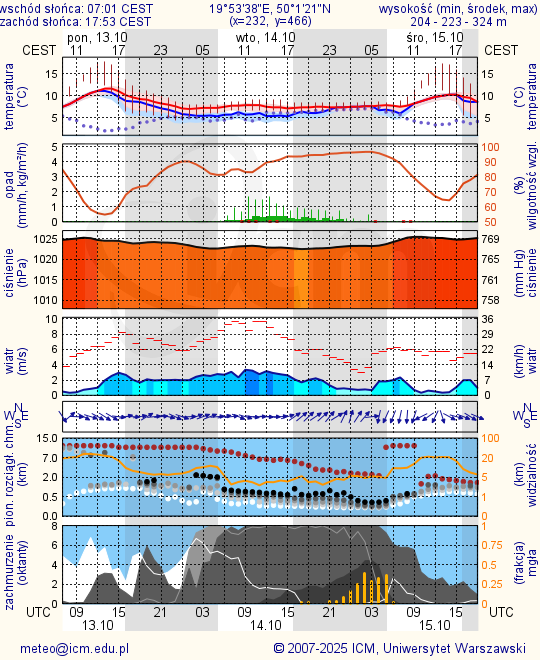 wschód słońca: 07:01 CEST 19°53'38"E, 50°1'21"N wysokość (min, środek, max)
zachód słońca: 17:53 CEST (x=232, y=466) 204 - 223 - 324 m
pon, 13.10 wto, 14.10 śro, 15.10
CEST 11 17 23 05 11 17 23 05 11 17 CEST
temperatura (°C) 15 10 5 15 10 5 (°C) temperatura
opad (mm/h, kg/m²/h) 5 4 3 2 1 0 100 90 80 70 60 50 (%) wilgotność wzgl.
ciśnienie (hPa) 1025 1020 1015 1010 769 765 761 758 (mm Hg) ciśnienie
wiatr (m/s) 10 8 6 4 2 0 36 29 22 14 7 0 (km/h) wiatr
N W E S N W E S
pion. rozciągł. chm. (km) 15.0 7.0 2.0 0.5 0.0 100 20 5 1 0 (km) widzialność
zachmurzenie (oktanty) 8 6 4 2 0 1 0.75 0.5 0.25 0 (frakcja) mgła
UTC 09 15 21 03 09 15 21 03 09 15 UTC
13.10 14.10 15.10
meteo@icm.edu.pl © 2007-2025 ICM, Uniwersytet Warszawski